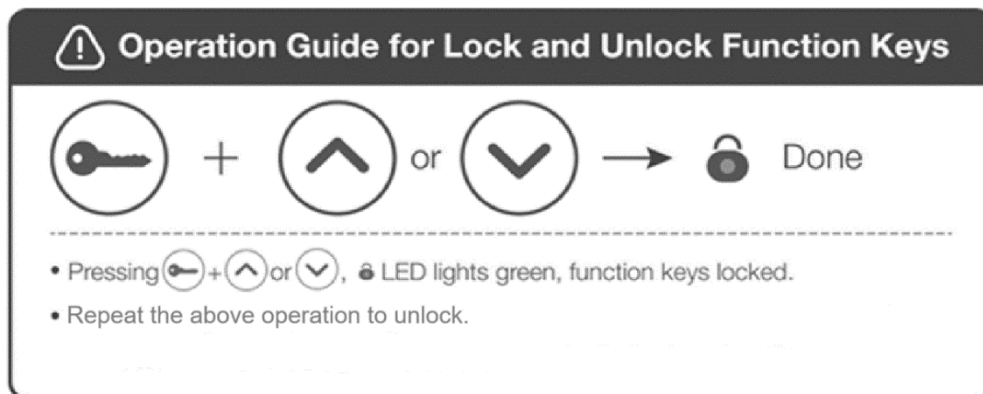 Operation Guide for Lock and Unlock Function Keys
+ or Done
• Pressing + or , LED lights green, function keys locked.
• Repeat the above operation to unlock.